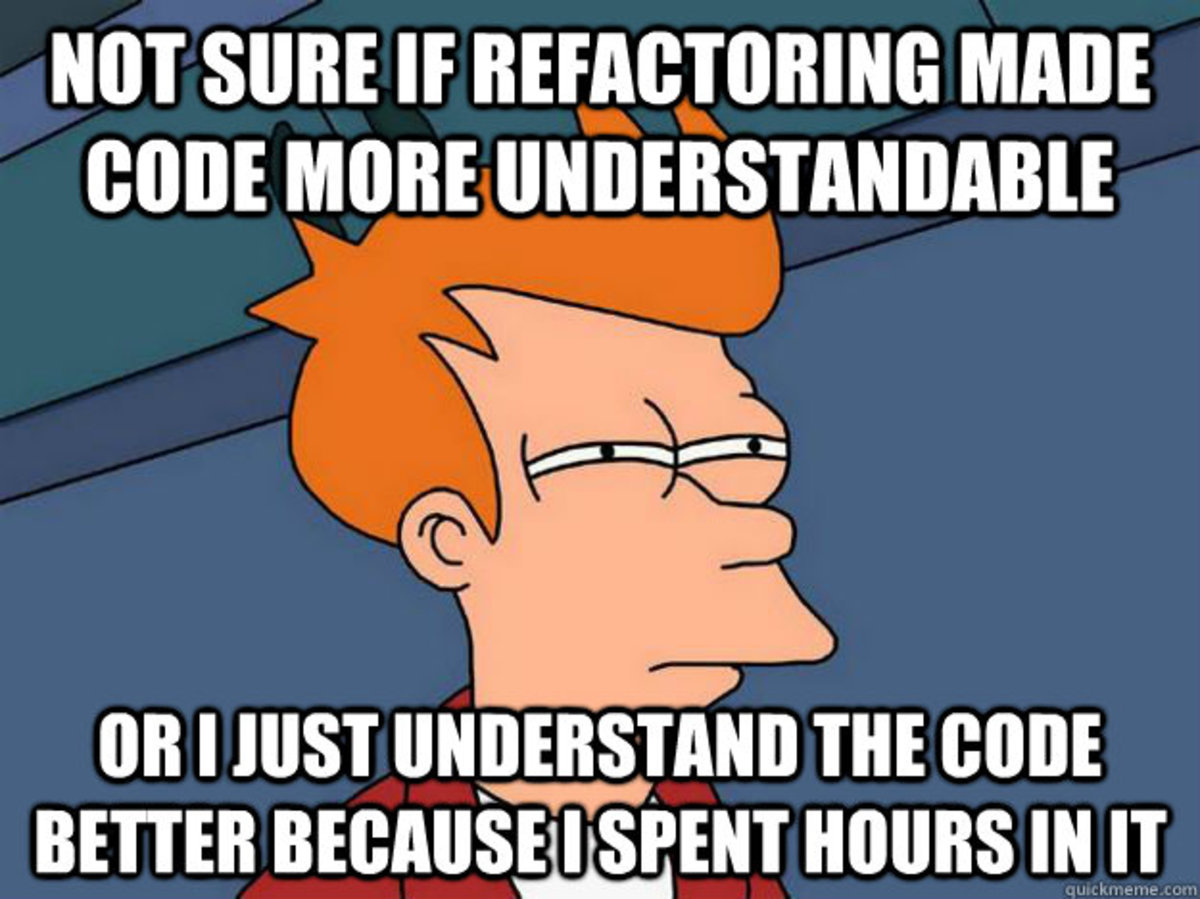 NOT SURE IF REFACTORING MADE
CODE MORE UNDERSTANDABLE
OR I JUST UNDERSTAND THE CODE
BETTER BECAUSE I SPENT HOURS IN IT
quickmeme.com